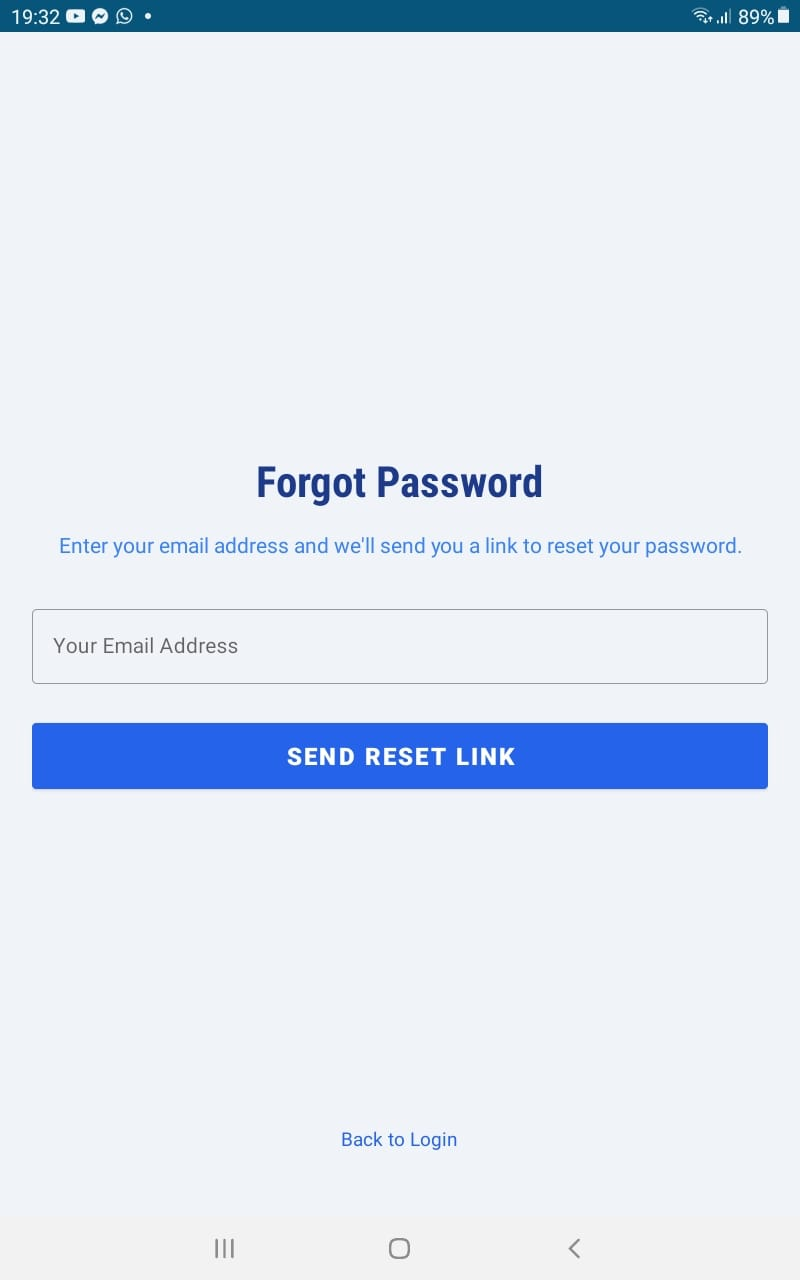 19:32
89%
Forgot Password
Enter your email address and we'll send you a link to reset your password.
Your Email Address
SEND RESET LINK
Back to Login